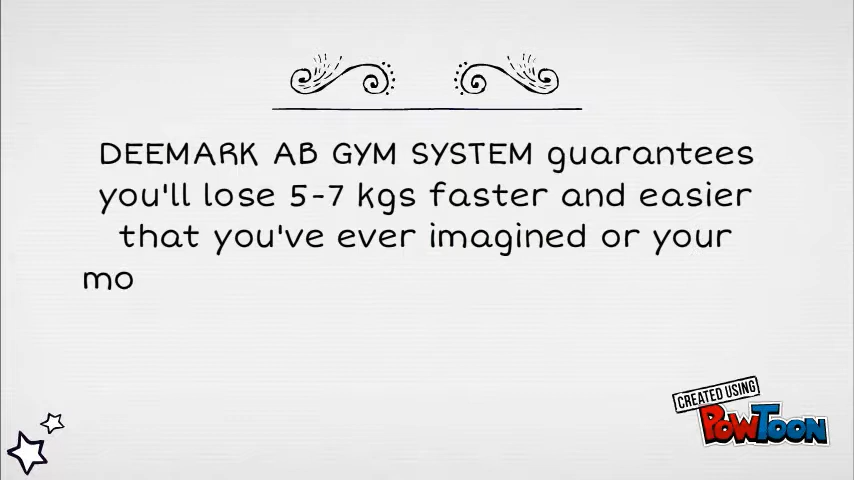 DEEMARK AB GYM SYSTEM guarantees
you'll lose 5-7 kgs faster and easier
that you've ever imagined or your
mo
CREATED USING
POWTOON